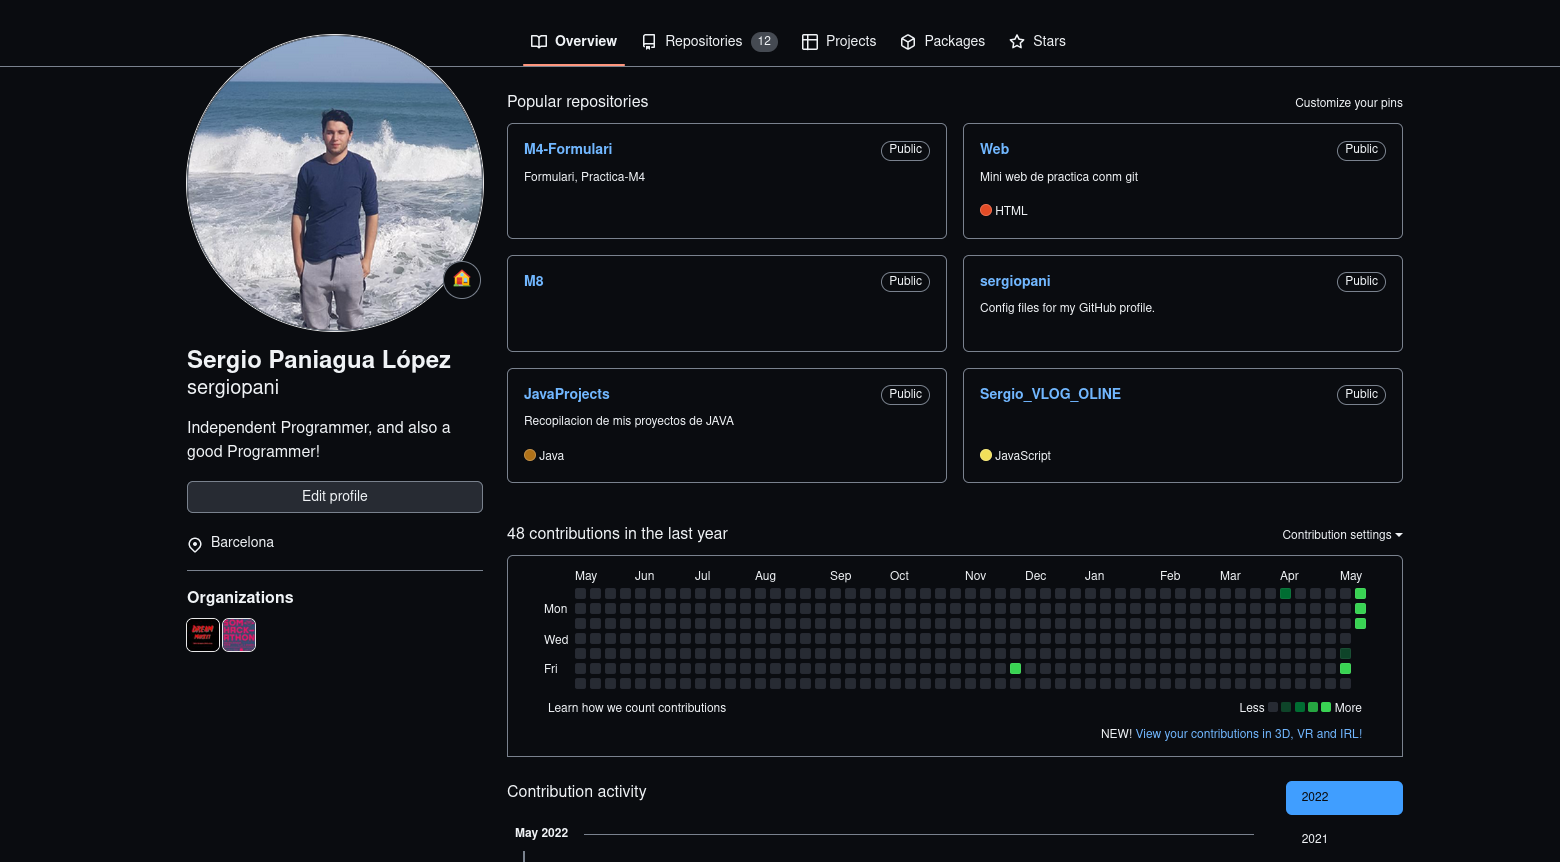 Overview
Repositories 12
Projects
Packages
Stars
Sergio Paniagua López
sergiopani
Independent Programmer, and also a
good Programmer!
Edit profile
Barcelona
Organizations
DREAM
PROJECT
Popular repositories
Customize your pins
M4-Formulari
Public
Formulari, Practica-M4
Web
Public
Mini web de practica conm git
HTML
M8
Public
sergiopani
Public
Config files for my GitHub profile.
JavaProjects
Public
Recopilacion de mis proyectos de JAVA
Java
Sergio_VLOG_OLINE
Public
JavaScript
48 contributions in the last year
Contribution settings
May Jun Jul Aug Sep Oct Nov Dec Jan Feb Mar Apr May
Mon
Wed
Fri
Learn how we count contributions
Less More
NEW! View your contributions in 3D, VR and IRL!
Contribution activity
2022
May 2022
2021